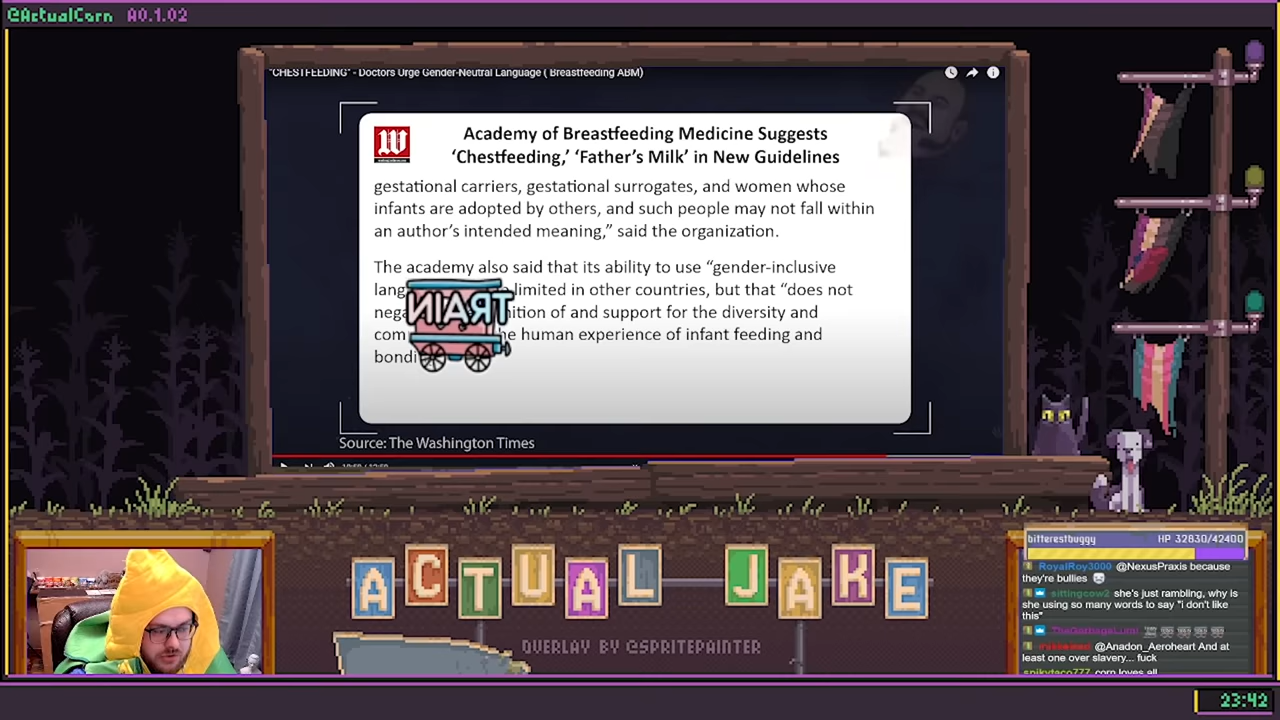 @ActualCorn A0.1.02
"CHESTFEEDING" - Doctors Urge Gender-Neutral Language ( Breastfeeding ABM)
W
Academy of Breastfeeding Medicine Suggests
‘Chestfeeding,’ ‘Father’s Milk’ in New Guidelines
gestational carriers, gestational surrogates, and women whose
infants are adopted by others, and such people may not fall within
an author’s intended meaning,” said the organization.
The academy also said that its ability to use “gender-inclusive
limited in other countries, but that “does not
of and support for the diversity and
human experience of infant feeding and
TRAIN
Source: The Washington Times
ACTUAL JAKE
OVERLAY BY @SPRITEPAINTER
bitterestbuggy HP 32830/42400
RoyalRoy3000 @NexusPraxis because
they're bullies
sittingcow2 she's just rambling, why is
she using so many words to say "i don't like
this"
@Anadon_Aeroheart And at
least one over slavery... fuck
spikytaco777 corn loves all
23:42